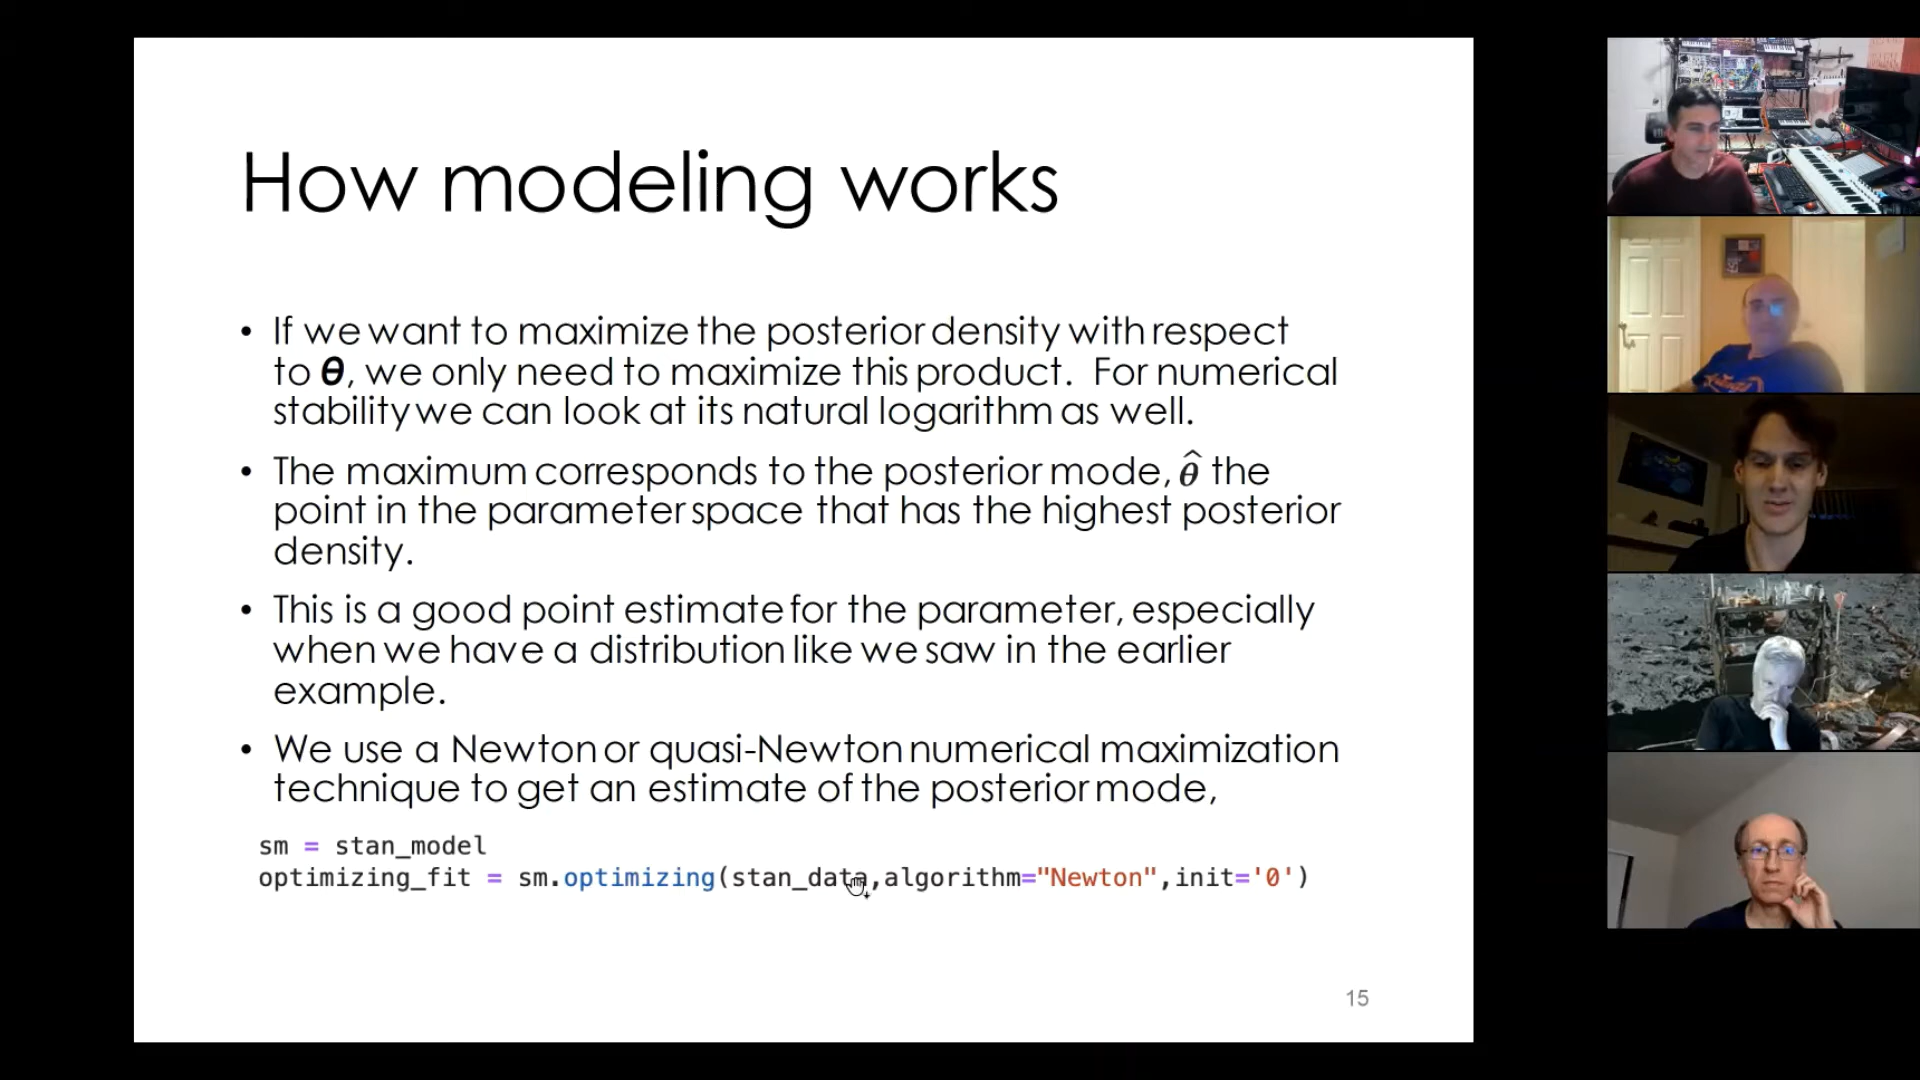 How modeling works
• If we want to maximize the posterior density with respect
to θ, we only need to maximize this product. For numerical
stability we can look at its natural logarithm as well.
• The maximum corresponds to the posterior mode, θ̂ the
point in the parameter space that has the highest posterior
density.
• This is a good point estimate for the parameter, especially
when we have a distribution like we saw in the earlier
example.
• We use a Newton or quasi-Newton numerical maximization
technique to get an estimate of the posterior mode,
sm = stan_model
optimizing_fit = sm.optimizing(stan_data,algorithm="Newton",init='0')
15